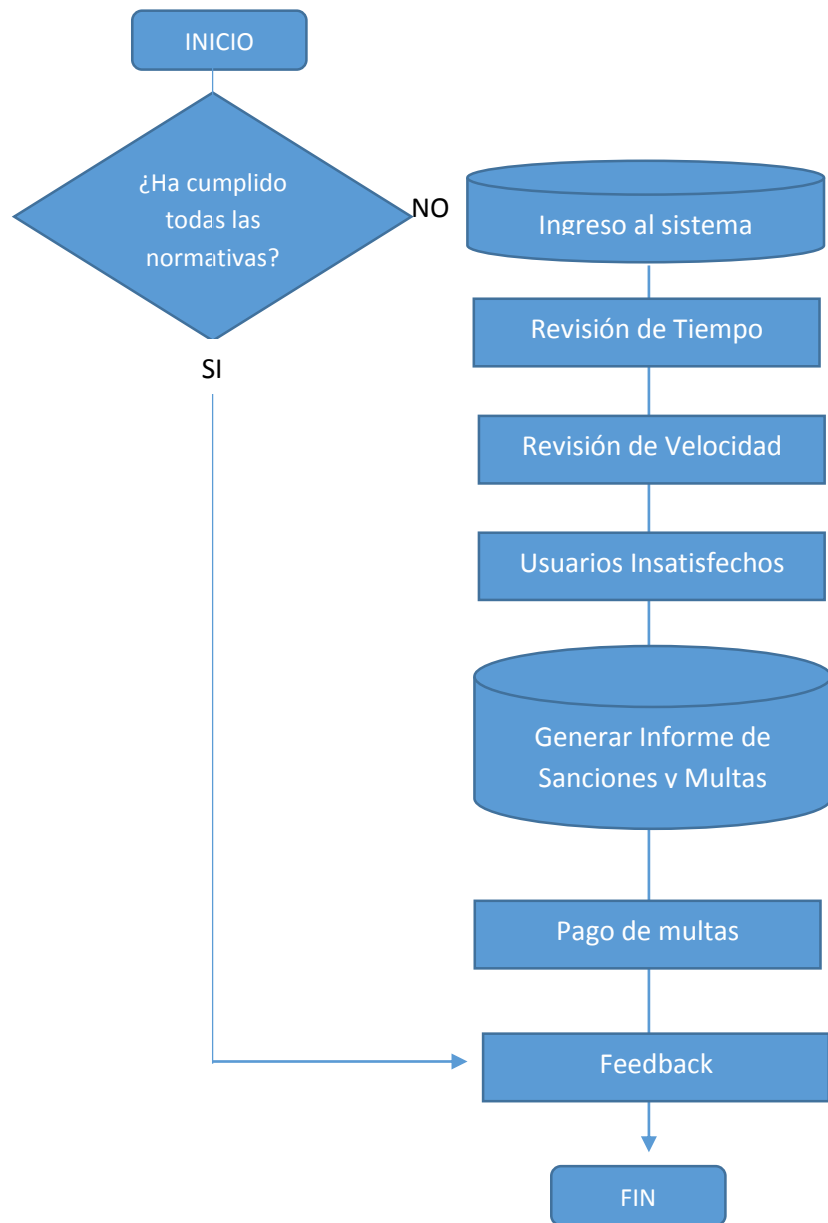 INICIO
¿Ha cumplido
todas las
normativas?
NO
SI
Ingreso al sistema
Revisión de Tiempo
Revisión de Velocidad
Usuarios Insatisfechos
Generar Informe de
Sanciones y Multas
Pago de multas
Feedback
FIN